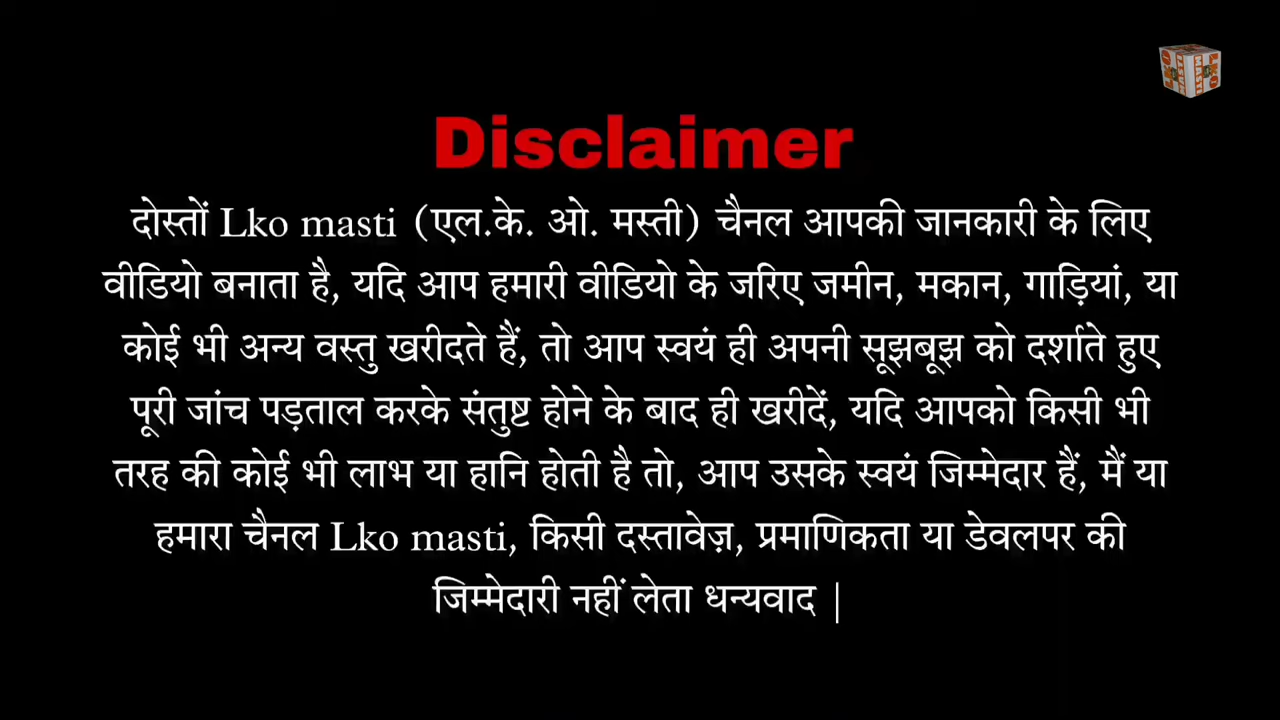 LKO
MASTI
Disclaimer
दोस्तों Lko masti (एल.के. ओ. मस्ती) चैनल आपकी जानकारी के लिए
वीडियो बनाता है, यदि आप हमारी वीडियो के जरिए जमीन, मकान, गाड़ियां, या
कोई भी अन्य वस्तु खरीदते हैं, तो आप स्वयं ही अपनी सूझबूझ को दर्शाते हुए
पूरी जांच पड़ताल करके संतुष्ट होने के बाद ही खरीदें, यदि आपको किसी भी
तरह की कोई भी लाभ या हानि होती है तो, आप उसके स्वयं जिम्मेदार हैं, मैं या
हमारा चैनल Lko masti, किसी दस्तावेज़, प्रमाणिकता या डेवलपर की
जिम्मेदारी नहीं लेता धन्यवाद |